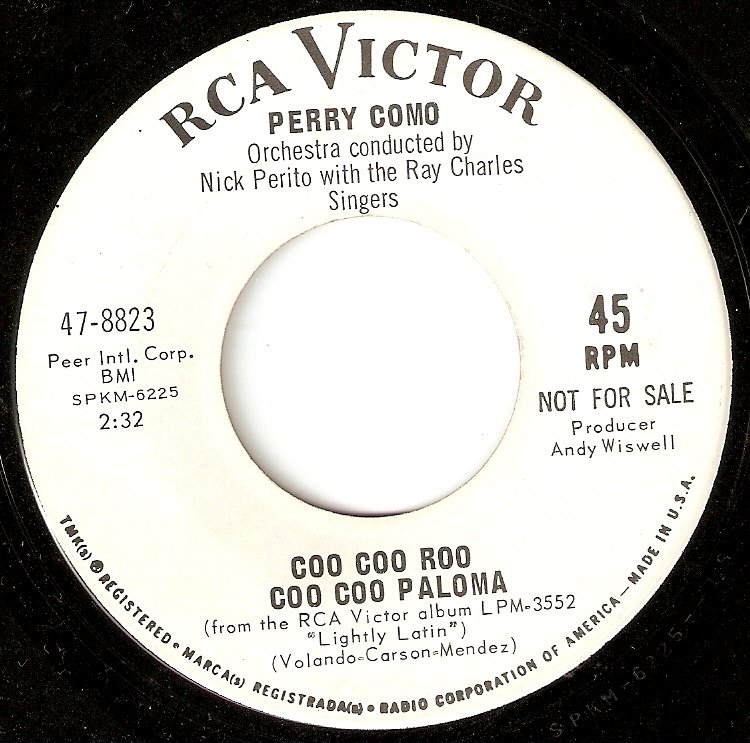 RCA VICTOR
PERRY COMO
Orchestra conducted by
Nick Perito with the Ray Charles
Singers
47-8823
Peer Intl. Corp.
BMI
SPKM-6225
2:32
45
RPM
NOT FOR SALE
Producer
Andy Wiswell
COO COO ROO
COO COO PALOMA
(from the RCA Victor album LPM-3552
"Lightly Latin")
(Volando-Carson-Mendez)
TMK(s) ® REGISTERED • MARCA(s) REGISTRADA(s) • RADIO CORPORATION OF AMERICA — MADE IN U.S.A.
SPKM-6225